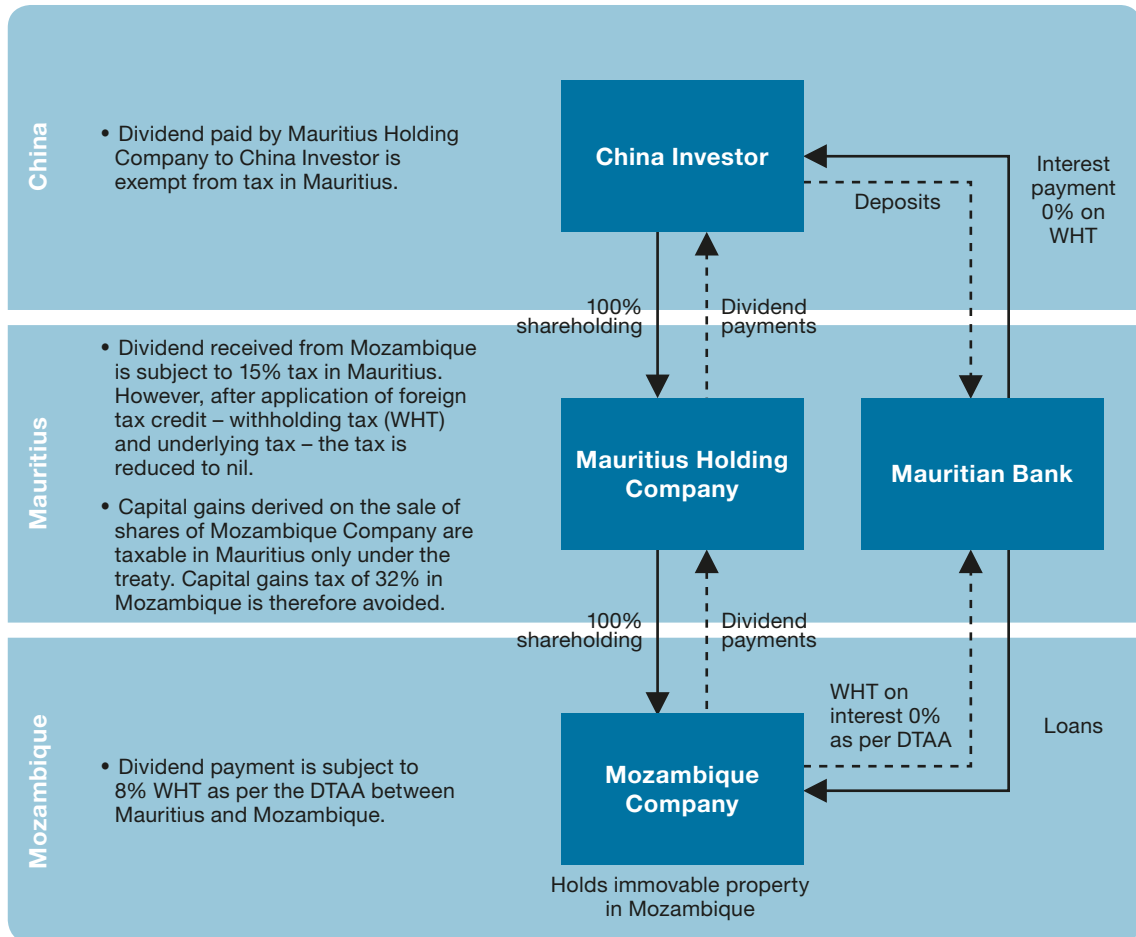 China
• Dividend paid by Mauritius Holding
Company to China Investor is
exempt from tax in Mauritius.
China Investor
Deposits
Interest
payment
0% on
WHT
100%
shareholding
Dividend
payments
Mauritius
• Dividend received from Mozambique
is subject to 15% tax in Mauritius.
However, after application of foreign
tax credit – withholding tax (WHT)
and underlying tax – the tax is
reduced to nil.
• Capital gains derived on the sale of
shares of Mozambique Company are
taxable in Mauritius only under the
treaty. Capital gains tax of 32% in
Mozambique is therefore avoided.
Mauritius Holding
Company
Mauritian Bank
100%
shareholding
Dividend
payments
Mozambique
• Dividend payment is subject to
8% WHT as per the DTAA between
Mauritius and Mozambique.
Mozambique
Company
WHT on
interest 0%
as per DTAA
Loans
Holds immovable property
in Mozambique